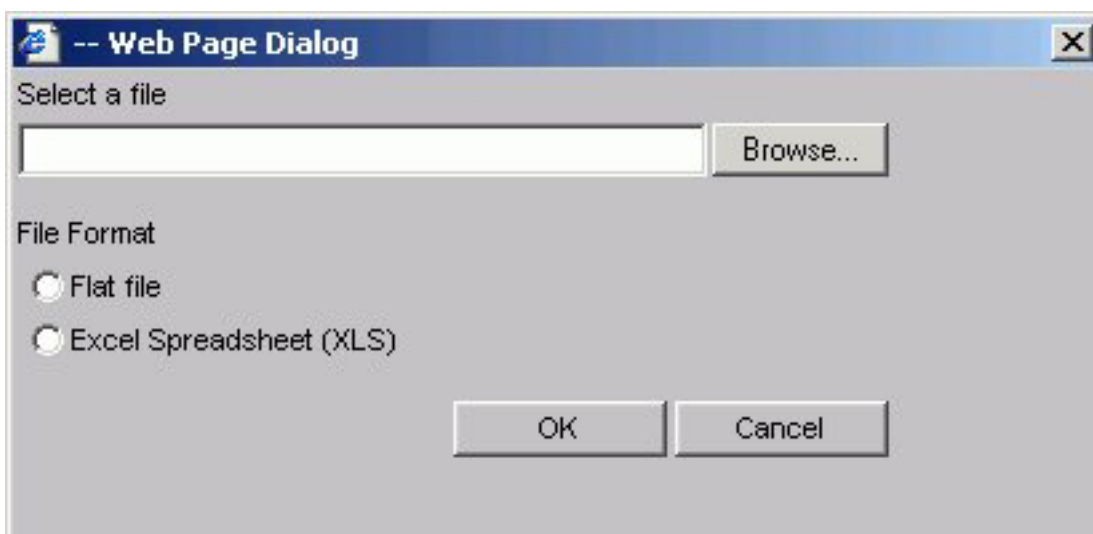 -- Web Page Dialog
Select a file
Browse...
File Format
Flat file
Excel Spreadsheet (XLS)
OK Cancel